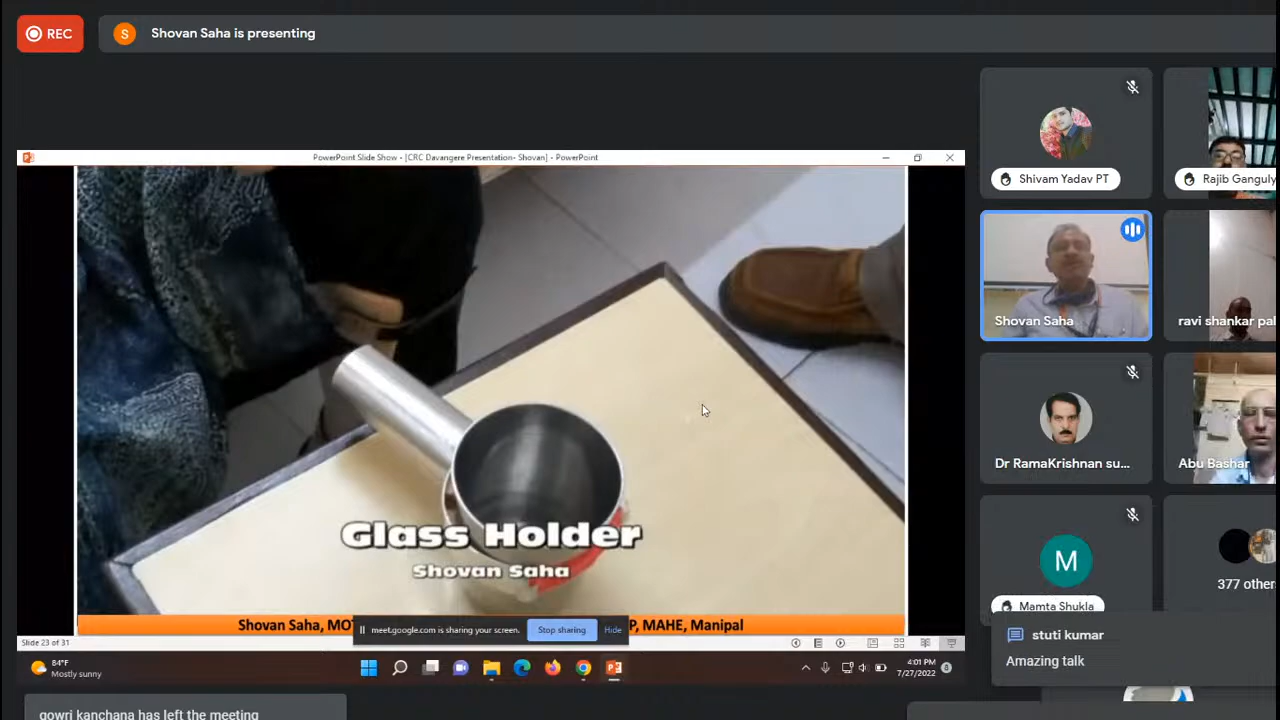 REC
S
Shovan Saha is presenting
PowerPoint Slide Show - [CRC Davangere Presentation- Shovan] - PowerPoint
Shivam Yadav PT
Rajib Ganguly
Shovan Saha
ravi shankar pal
Dr RamaKrishnan su...
Abu Bashar
M
Mamta Shukla
377 other
Glass Holder
Shovan Saha
Shovan Saha, MO
P, MAHE, Manipal
meet.google.com is sharing your screen.
Stop sharing
Hide
Slide 23 of 31
stuti kumar
Amazing talk
84°F
Mostly sunny
4:01 PM
7/27/2022
gowri kanchana has left the meeting